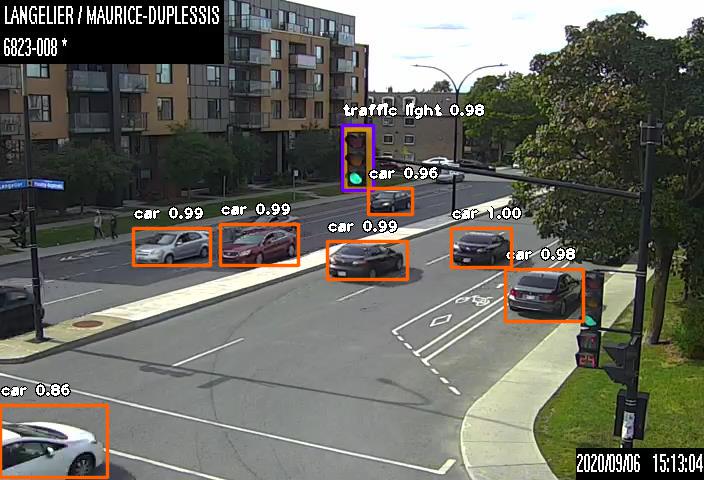 LANGELIER / MAURICE-DUPLESSIS
6823-008 *
traffic light 0.98
car 0.96
car 0.99
car 0.99
car 0.99
car 1.00
car 0.98
Langelier
car 0.86
2020/09/06 15:13:04